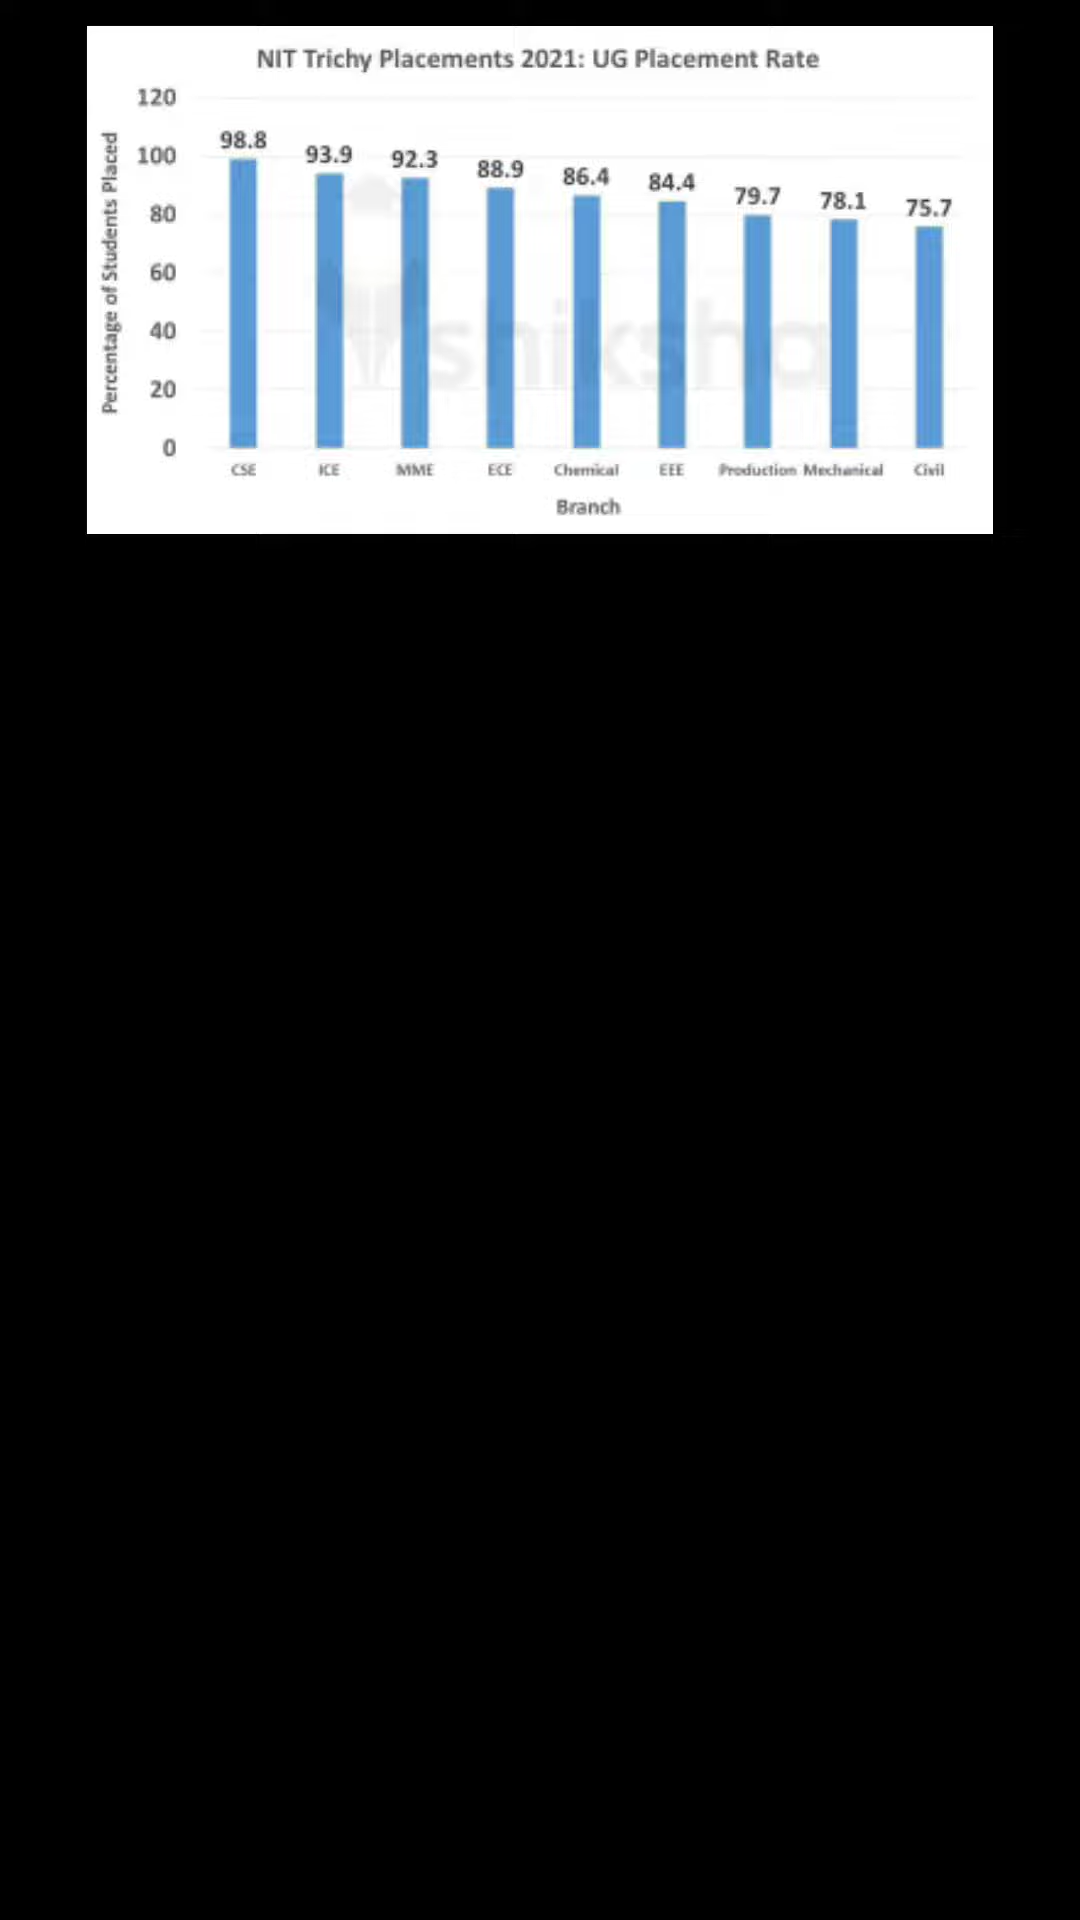 NIT Trichy Placements 2021: UG Placement Rate
Percentage of Students Placed
120
100
80
60
40
20
0
98.8 93.9 92.3 88.9 86.4 84.4 79.7 78.1 75.7
CSE ICE MME ECE Chemical EEE Production Mechanical Civil
Branch
shiksha